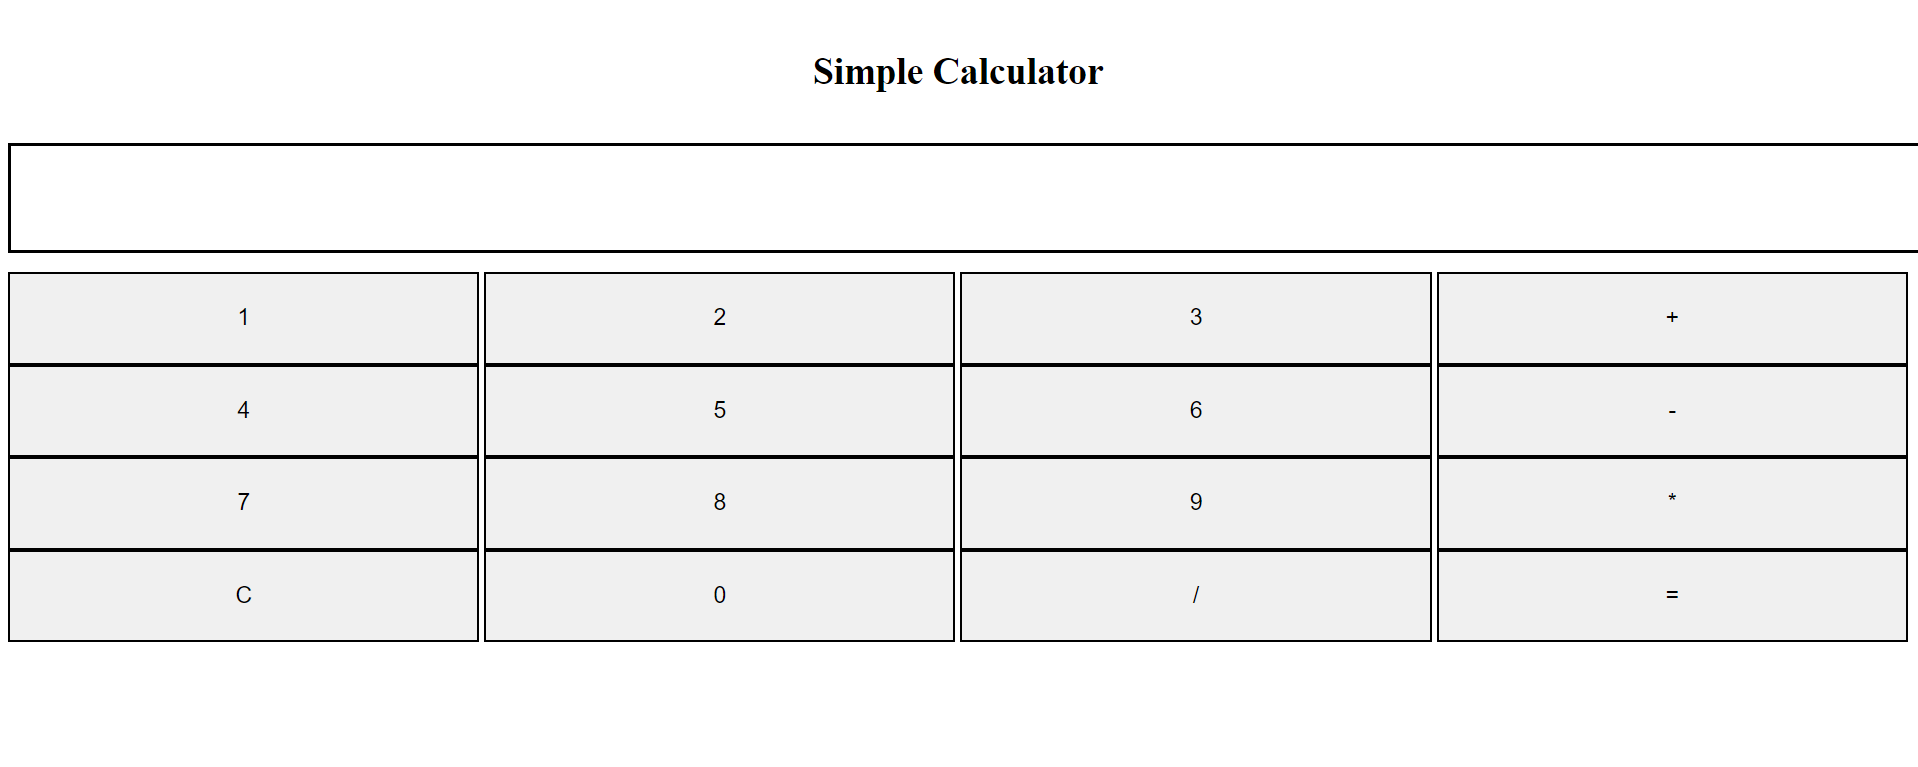 Simple Calculator
1 2 3 +
4 5 6 -
7 8 9 *
C 0 / =